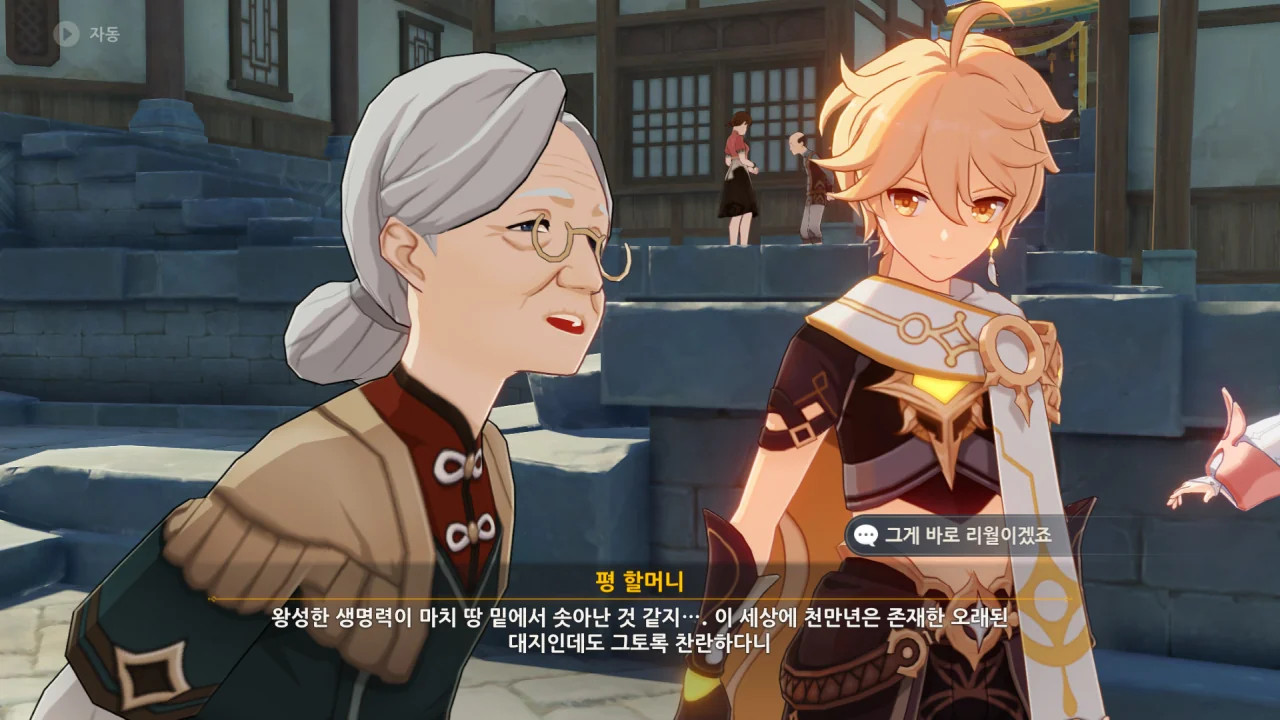 자동
그게 바로 리월이겠죠
평 할머니
왕성한 생명력이 마치 땅 밑에서 솟아난 것 같지…. 이 세상에 천만년은 존재한 오래된
대지인데도 그토록 찬란하다니